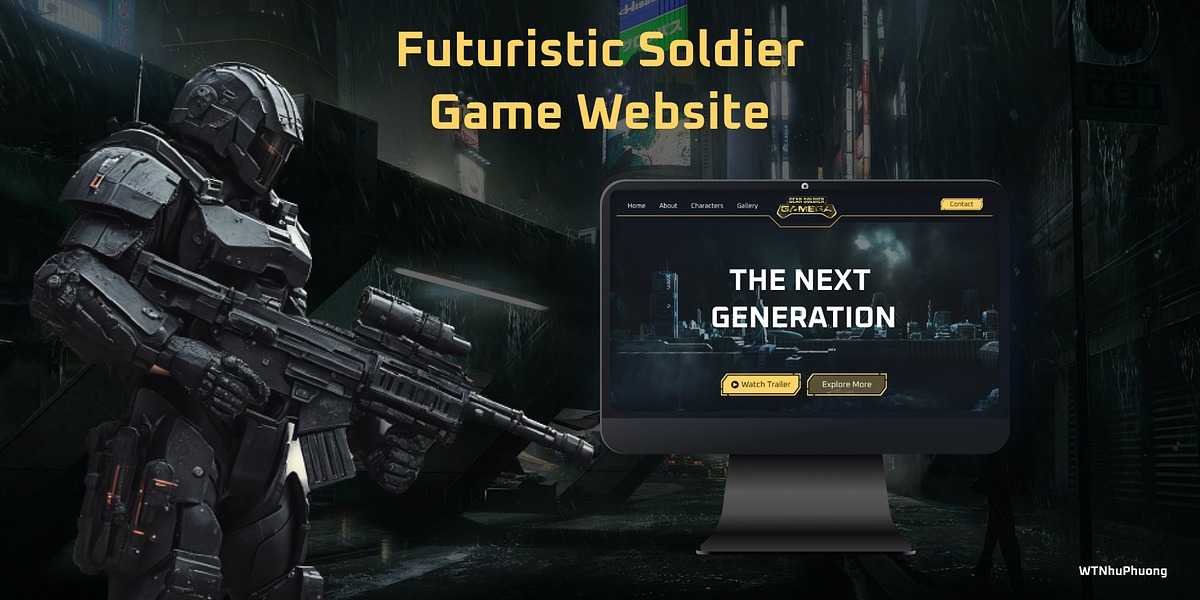 Futuristic Soldier
Game Website
Home About Characters Gallery
GEAR SOLDIER
Contact
THE NEXT
GENERATION
Watch Trailer Explore More
WTNhuPhuong